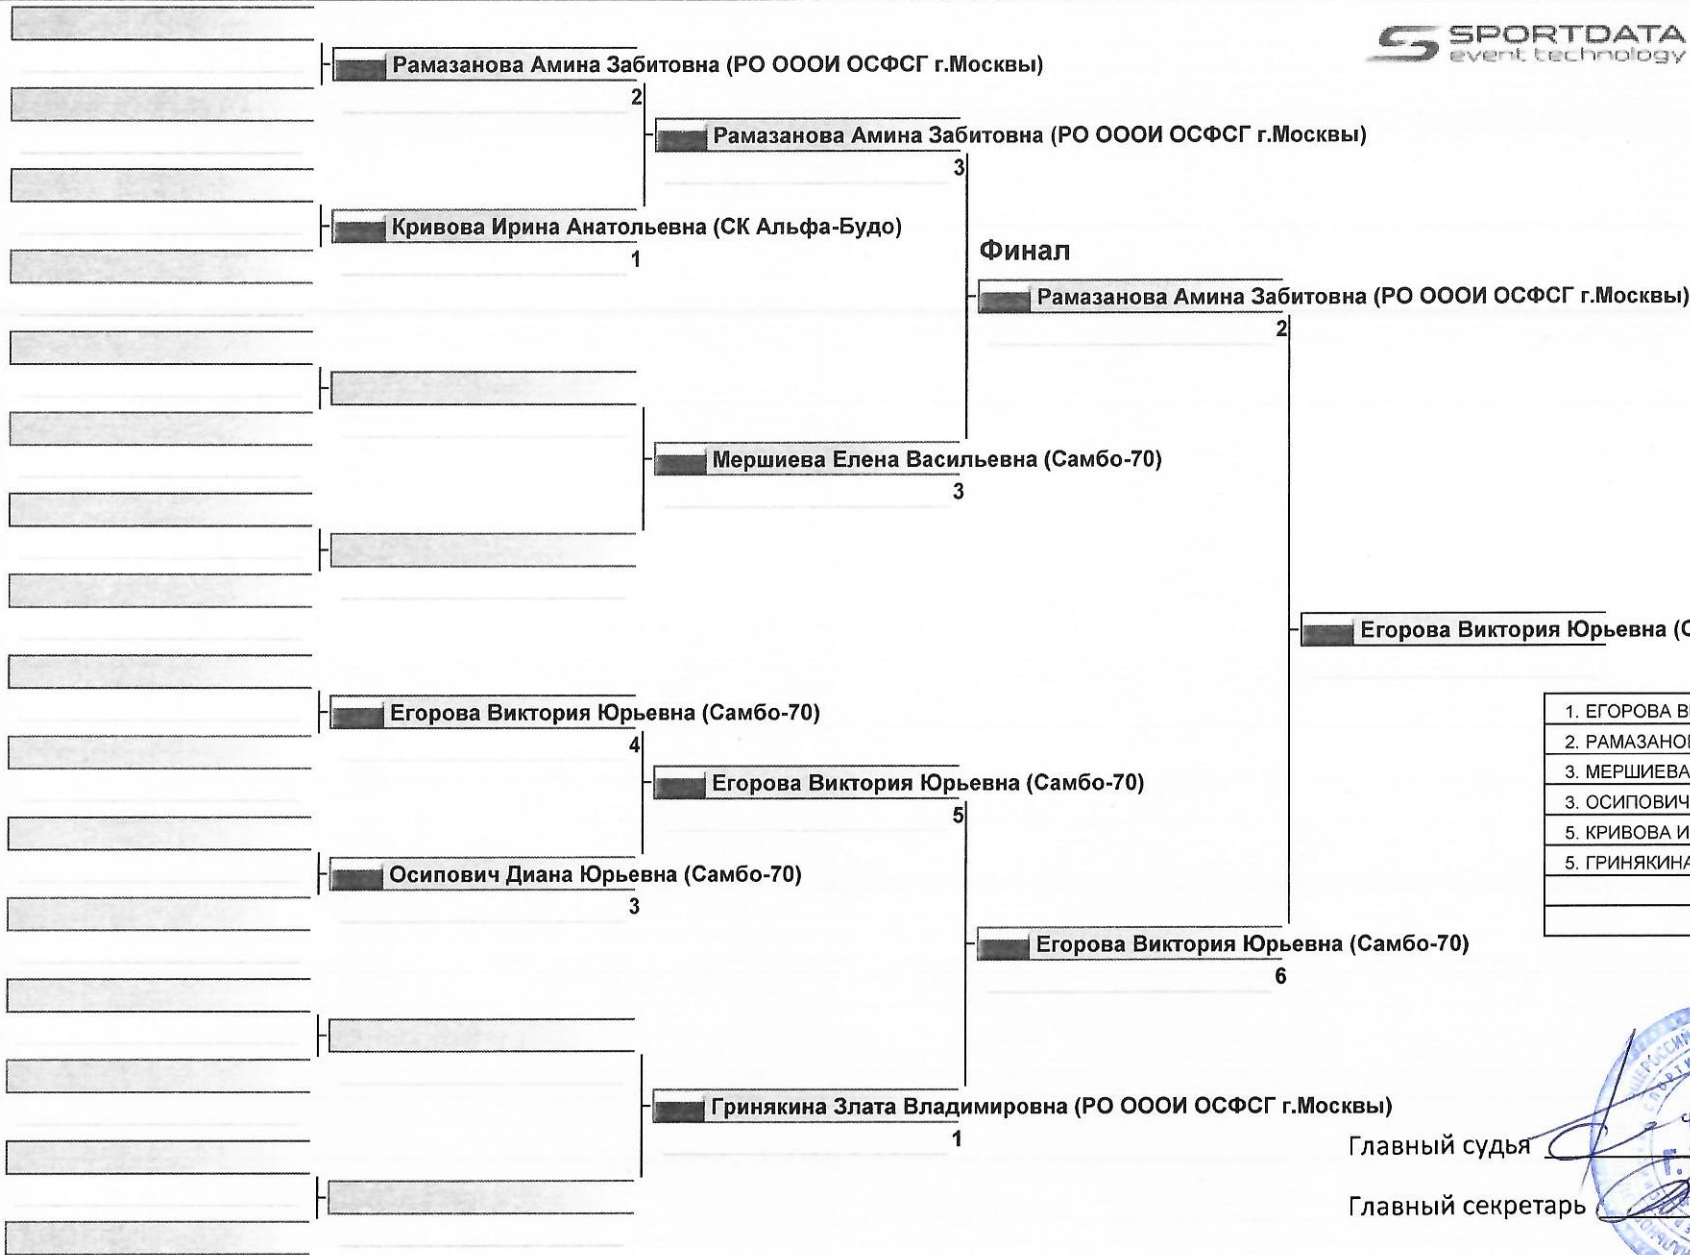 SPORTDATA
event technology
Рамазанова Амина Забитовна (РО ОООИ ОСФСГ г.Москвы)
2
Рамазанова Амина Забитовна (РО ОООИ ОСФСГ г.Москвы)
3
Кривова Ирина Анатольевна (СК Альфа-Будо)
1
Финал
Рамазанова Амина Забитовна (РО ОООИ ОСФСГ г.Москвы)
2
Мершиева Елена Васильевна (Самбо-70)
3
Егорова Виктория Юрьевна (С
Егорова Виктория Юрьевна (Самбо-70)
4
Егорова Виктория Юрьевна (Самбо-70)
5
Осипович Диана Юрьевна (Самбо-70)
3
1. ЕГОРОВА В
2. РАМАЗАНО
3. МЕРШИЕВА
3. ОСИПОВИЧ
5. КРИВОВА И
5. ГРИНЯКИНА
Егорова Виктория Юрьевна (Самбо-70)
6
Гринякина Злата Владимировна (РО ОООИ ОСФСГ г.Москвы)
1
Главный судья
Главный секретарь